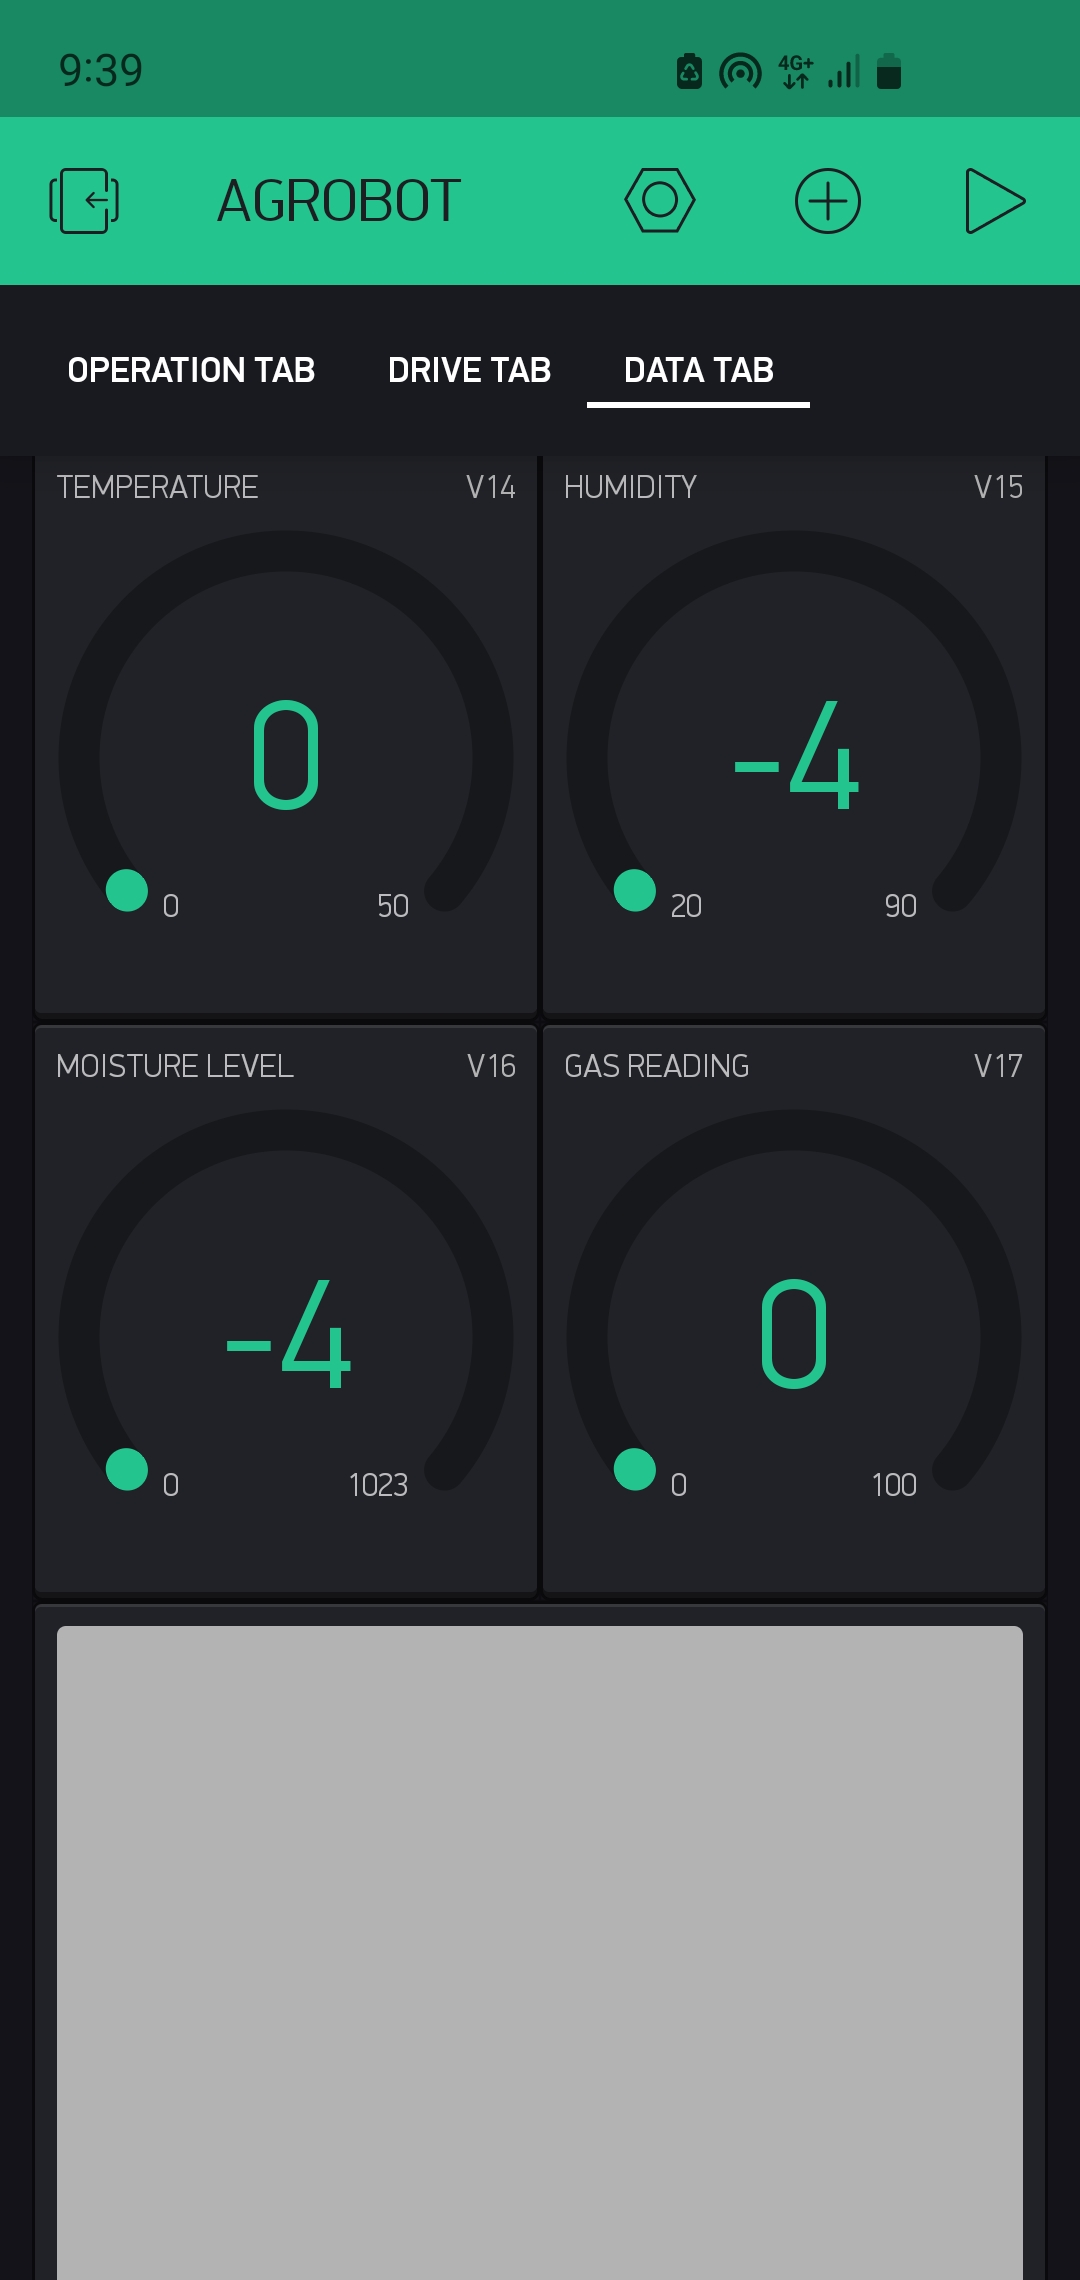 9:39
4G+
AGROBOT
OPERATION TAB DRIVE TAB DATA TAB
TEMPERATURE V14 HUMIDITY V15
0 -4
0 50 20 90
MOISTURE LEVEL V16 GAS READING V17
-4 0
0 1023 0 100